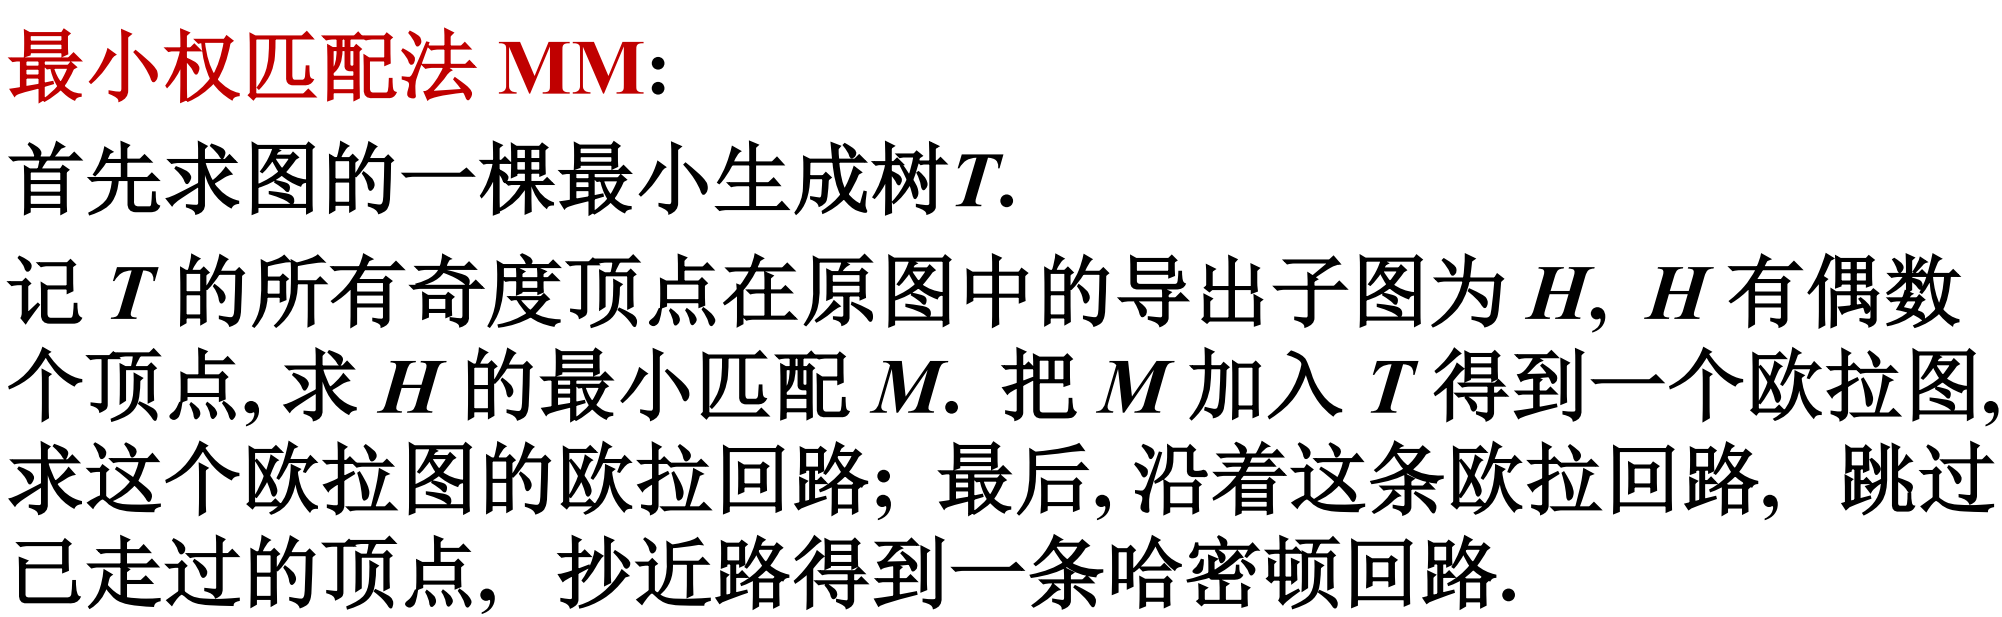 最小权匹配法 MM:
首先求图的一棵最小生成树T.
记 T 的所有奇度顶点在原图中的导出子图为 H, H 有偶数
个顶点, 求 H 的最小匹配 M. 把 M 加入 T 得到一个欧拉图,
求这个欧拉图的欧拉回路; 最后, 沿着这条欧拉回路, 跳过
已走过的顶点, 抄近路得到一条哈密顿回路.